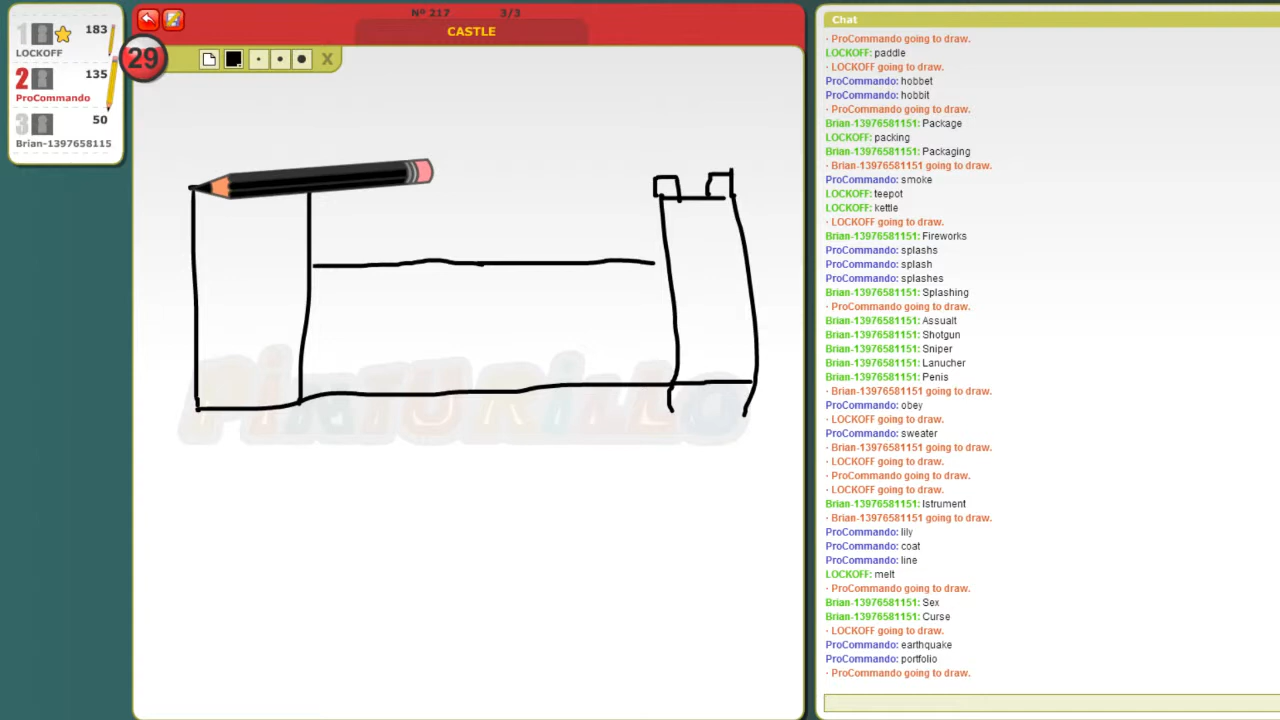 1 183
LOCKOFF
2 135
ProCommando
3 50
Brian-1397658115
29
Nº 217 3/3
CASTLE
X
Chat
· ProCommando going to draw.
LOCKOFF: paddle
· LOCKOFF going to draw.
ProCommando: hobbet
ProCommando: hobbit
· ProCommando going to draw.
Brian-13976581151: Package
LOCKOFF: packing
Brian-13976581151: Packaging
· Brian-13976581151 going to draw.
ProCommando: smoke
LOCKOFF: teepot
LOCKOFF: kettle
· LOCKOFF going to draw.
Brian-13976581151: Fireworks
ProCommando: splashs
ProCommando: splash
ProCommando: splashes
Brian-13976581151: Splashing
· ProCommando going to draw.
Brian-13976581151: Assualt
Brian-13976581151: Shotgun
Brian-13976581151: Sniper
Brian-13976581151: Lanucher
Brian-13976581151: Penis
· Brian-13976581151 going to draw.
ProCommando: obey
· LOCKOFF going to draw.
ProCommando: sweater
· Brian-13976581151 going to draw.
· LOCKOFF going to draw.
· ProCommando going to draw.
· LOCKOFF going to draw.
Brian-13976581151: Istrument
· Brian-13976581151 going to draw.
ProCommando: lily
ProCommando: coat
ProCommando: line
LOCKOFF: melt
· ProCommando going to draw.
Brian-13976581151: Sex
Brian-13976581151: Curse
· LOCKOFF going to draw.
ProCommando: earthquake
ProCommando: portfolio
· ProCommando going to draw.